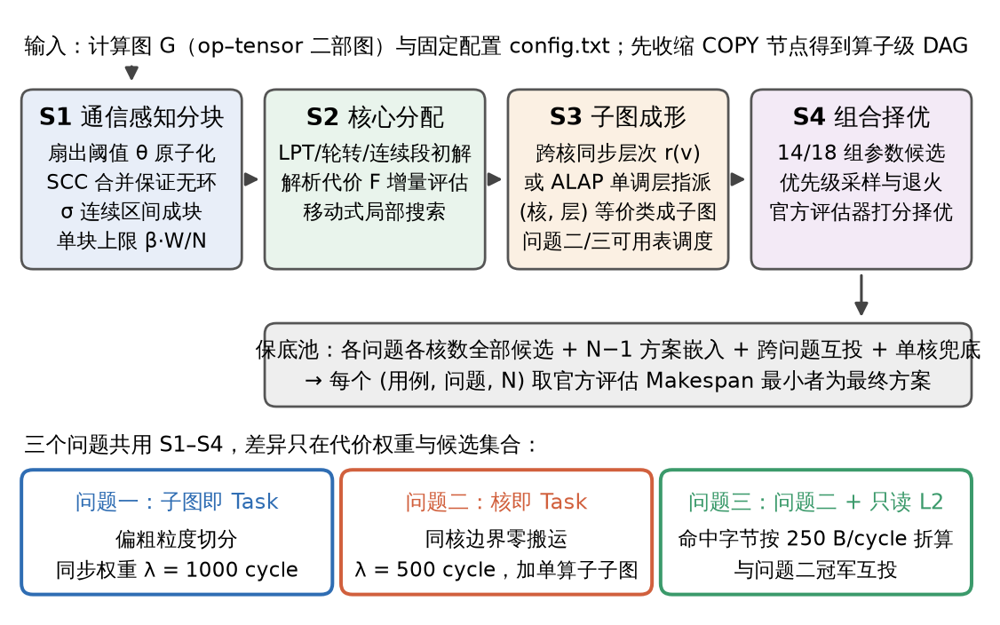 输入：计算图 G（op–tensor 二部图）与固定配置 config.txt；先收缩 COPY 节点得到算子级 DAG
S1 通信感知分块
扇出阈值 θ 原子化
SCC 合并保证无环
σ 连续区间成块
单块上限 β·W/N
S2 核心分配
LPT/轮转/连续段初解
解析代价 F 增量评估
移动式局部搜索
S3 子图成形
跨核同步层次 r(v)
或 ALAP 单调层指派
(核, 层) 等价类成子图
问题二/三可用表调度
S4 组合择优
14/18 组参数候选
优先级采样与退火
官方评估器打分择优
保底池：各问题各核数全部候选 + N−1 方案嵌入 + 跨问题互投 + 单核兜底
→ 每个 (用例, 问题, N) 取官方评估 Makespan 最小者为最终方案
三个问题共用 S1–S4，差异只在代价权重与候选集合：
问题一：子图即 Task
偏粗粒度切分
同步权重 λ = 1000 cycle
问题二：核即 Task
同核边界零搬运
λ = 500 cycle，加单算子子图
问题三：问题二 + 只读 L2
命中字节按 250 B/cycle 折算
与问题二冠军互投